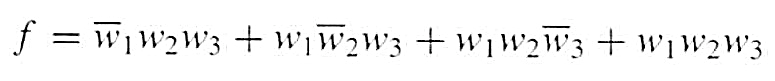 f = w̅₁w₂w₃ + w₁w̅₂w₃ + w₁w₂w̅₃ + w₁w₂w₃